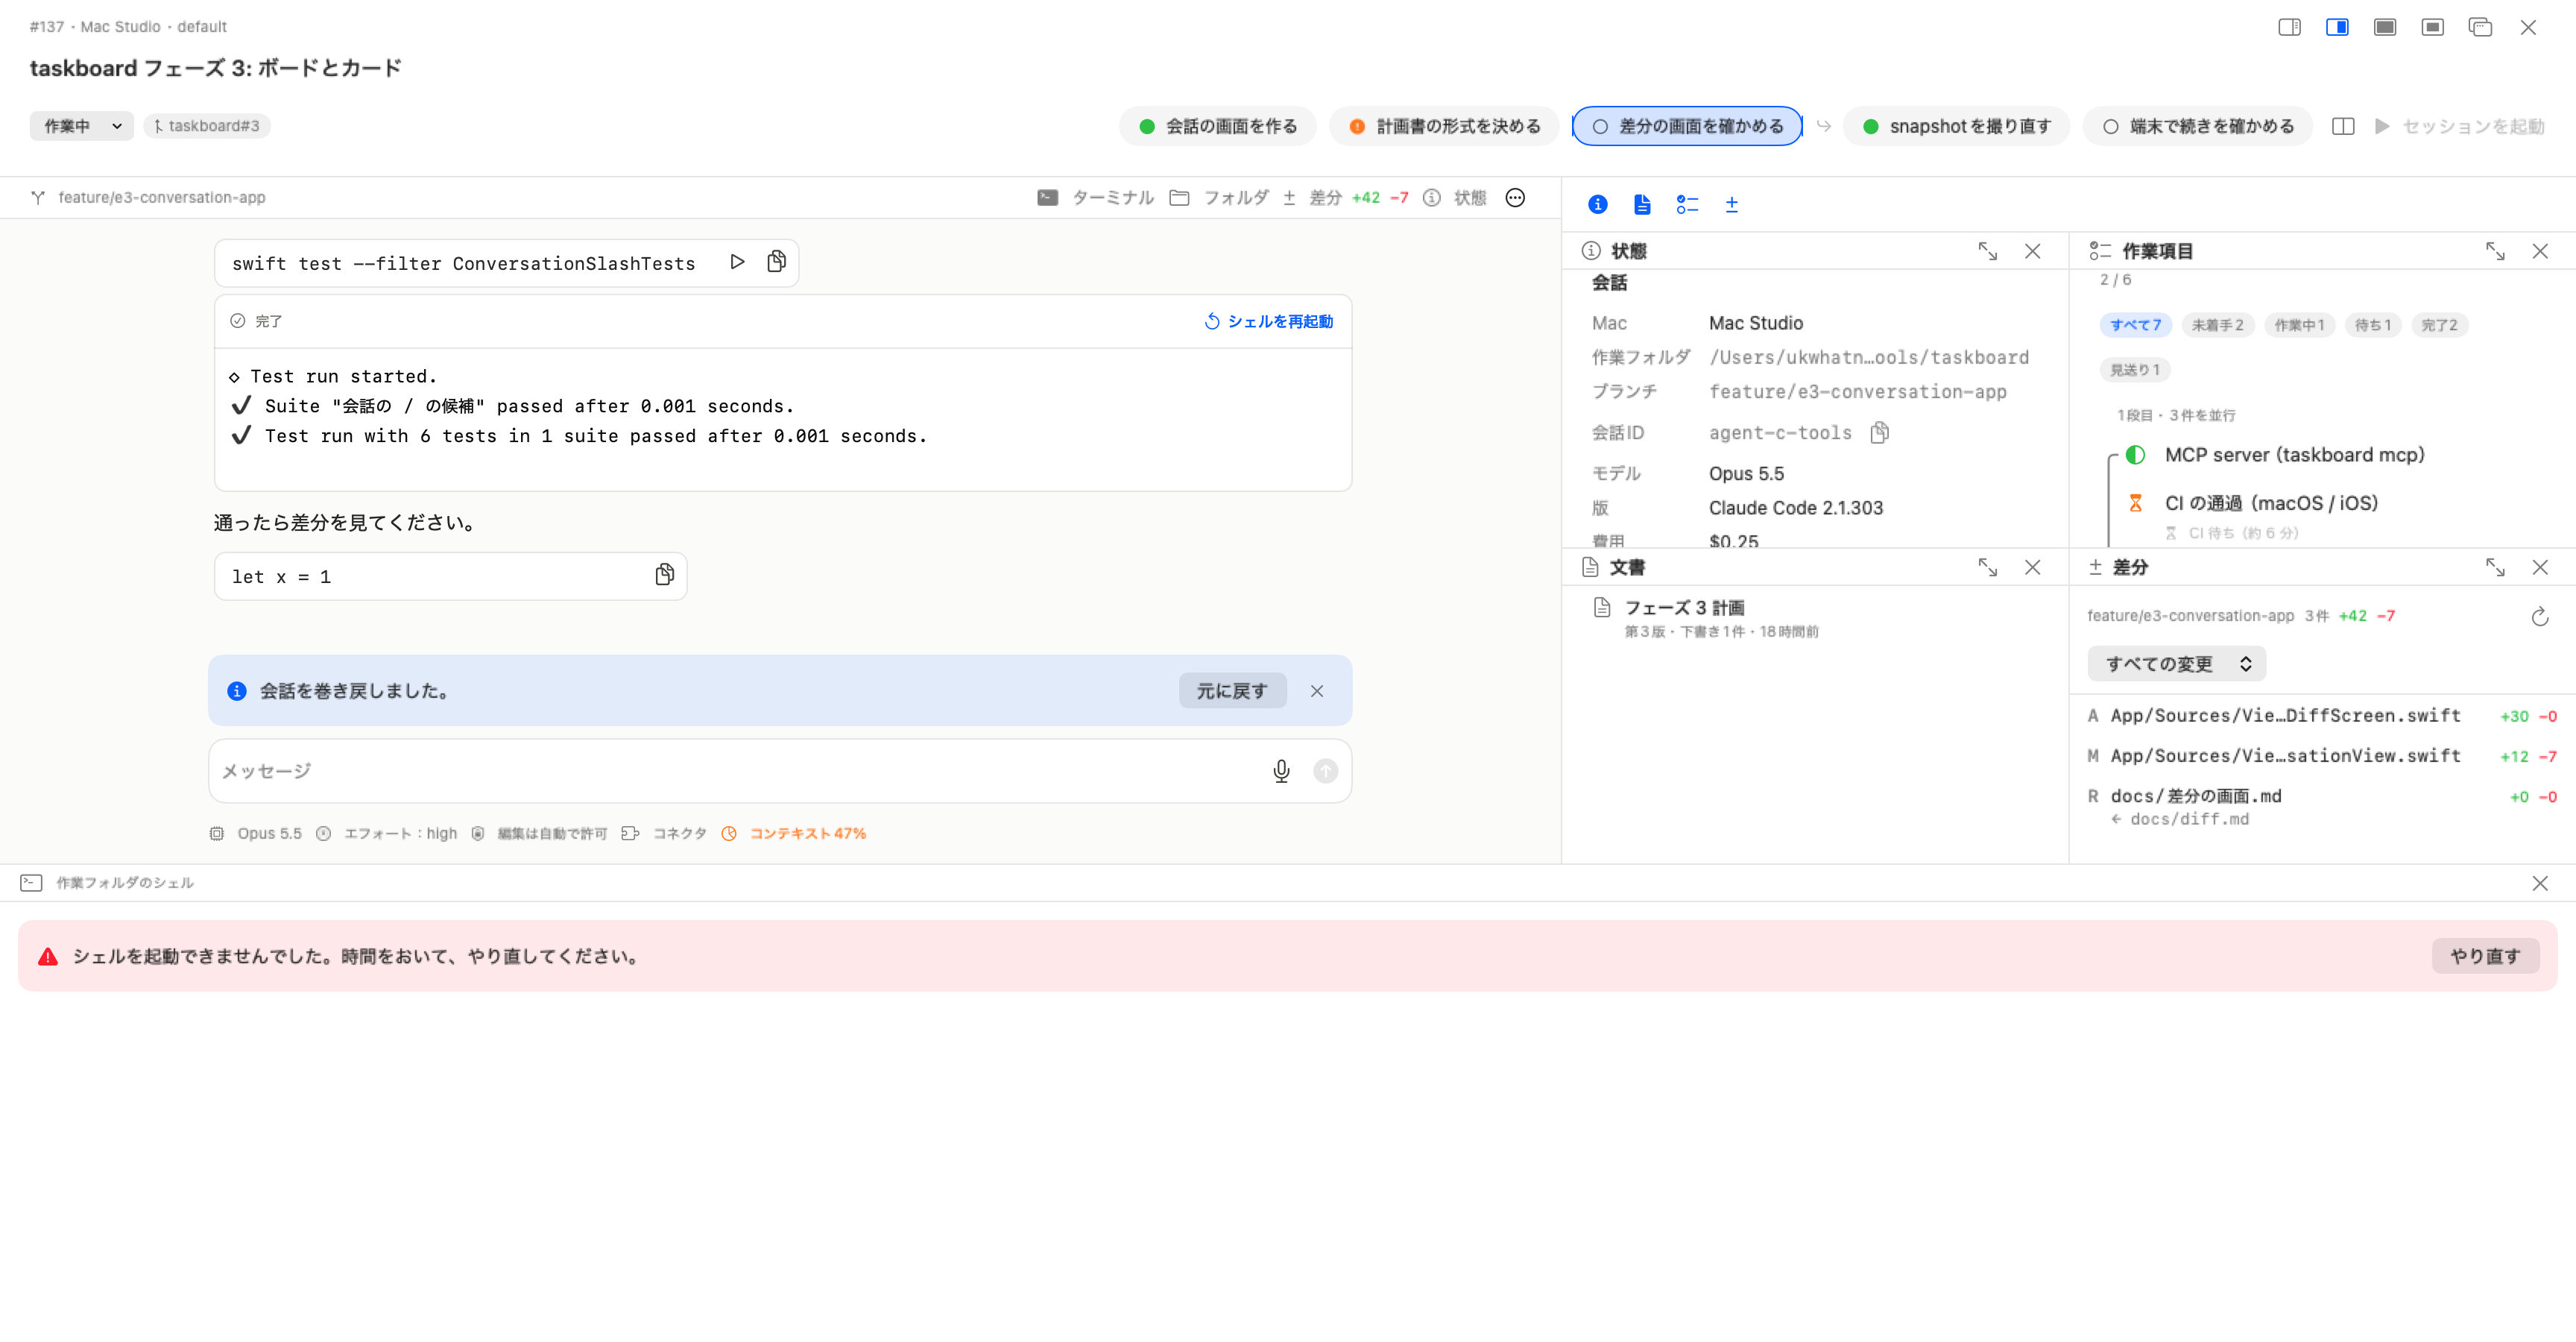 #137・Mac Studio・default
taskboard フェーズ 3: ボードとカード
作業中
taskboard#3
会話の画面を作る
計画書の形式を決める
差分の画面を確かめる
snapshotを撮り直す
端末で続きを確かめる
セッションを起動
feature/e3-conversation-app
ターミナル
フォルダ
差分 +42 −7
状態
swift test --filter ConversationSlashTests
完了
シェルを再起動
◇ Test run started.
✔ Suite "会話の / の候補" passed after 0.001 seconds.
✔ Test run with 6 tests in 1 suite passed after 0.001 seconds.
通ったら差分を見てください。
let x = 1
会話を巻き戻しました。
元に戻す
メッセージ
Opus 5.5
エフォート：high
編集は自動で許可
コネクタ
コンテキスト47%
状態
会話
Mac Mac Studio
作業フォルダ /Users/ukwhatn…ools/taskboard
ブランチ feature/e3-conversation-app
会話ID agent-c-tools
モデル Opus 5.5
版 Claude Code 2.1.303
費用 $0.25
作業項目
2 / 6
すべて7
未着手2
作業中1
待ち1
完了2
見送り1
1段目・3件を並行
MCP server (taskboard mcp)
CI の通過 (macOS / iOS)
CI 待ち（約 6 分）
文書
フェーズ 3 計画
第3版・下書き1件・18時間前
差分
feature/e3-conversation-app 3件 +42 −7
すべての変更
A App/Sources/Vie…DiffScreen.swift +30 −0
M App/Sources/Vie…sationView.swift +12 −7
R docs/差分の画面.md +0 −0
← docs/diff.md
作業フォルダのシェル
シェルを起動できませんでした。時間をおいて、やり直してください。
やり直す